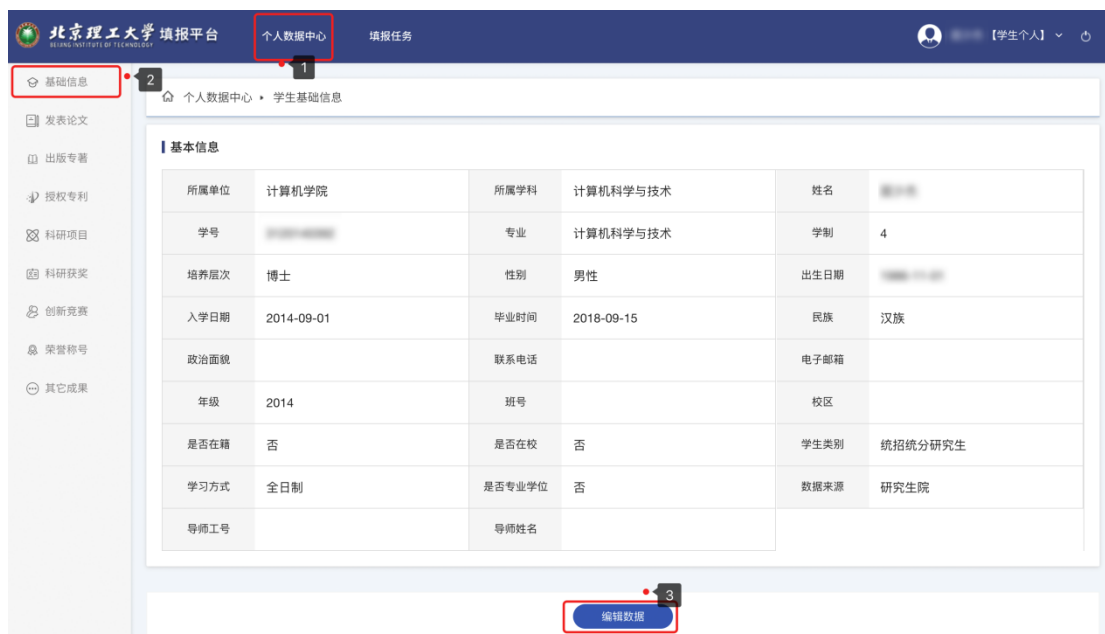 北京理工大学 填报平台 个人数据中心 填报任务 【学生个人】
BEIJING INSTITUTE OF TECHNOLOGY
1
基础信息 2
个人数据中心 ▸ 学生基础信息
发表论文
出版专著
授权专利
科研项目
科研获奖
创新竞赛
荣誉称号
其它成果
基本信息
所属单位 计算机学院 所属学科 计算机科学与技术 姓名
学号 专业 计算机科学与技术 学制 4
培养层次 博士 性别 男性 出生日期
入学日期 2014-09-01 毕业时间 2018-09-15 民族 汉族
政治面貌 联系电话 电子邮箱
年级 2014 班号 校区
是否在籍 否 是否在校 否 学生类别 统招统分研究生
学习方式 全日制 是否专业学位 否 数据来源 研究生院
导师工号 导师姓名
3
编辑数据